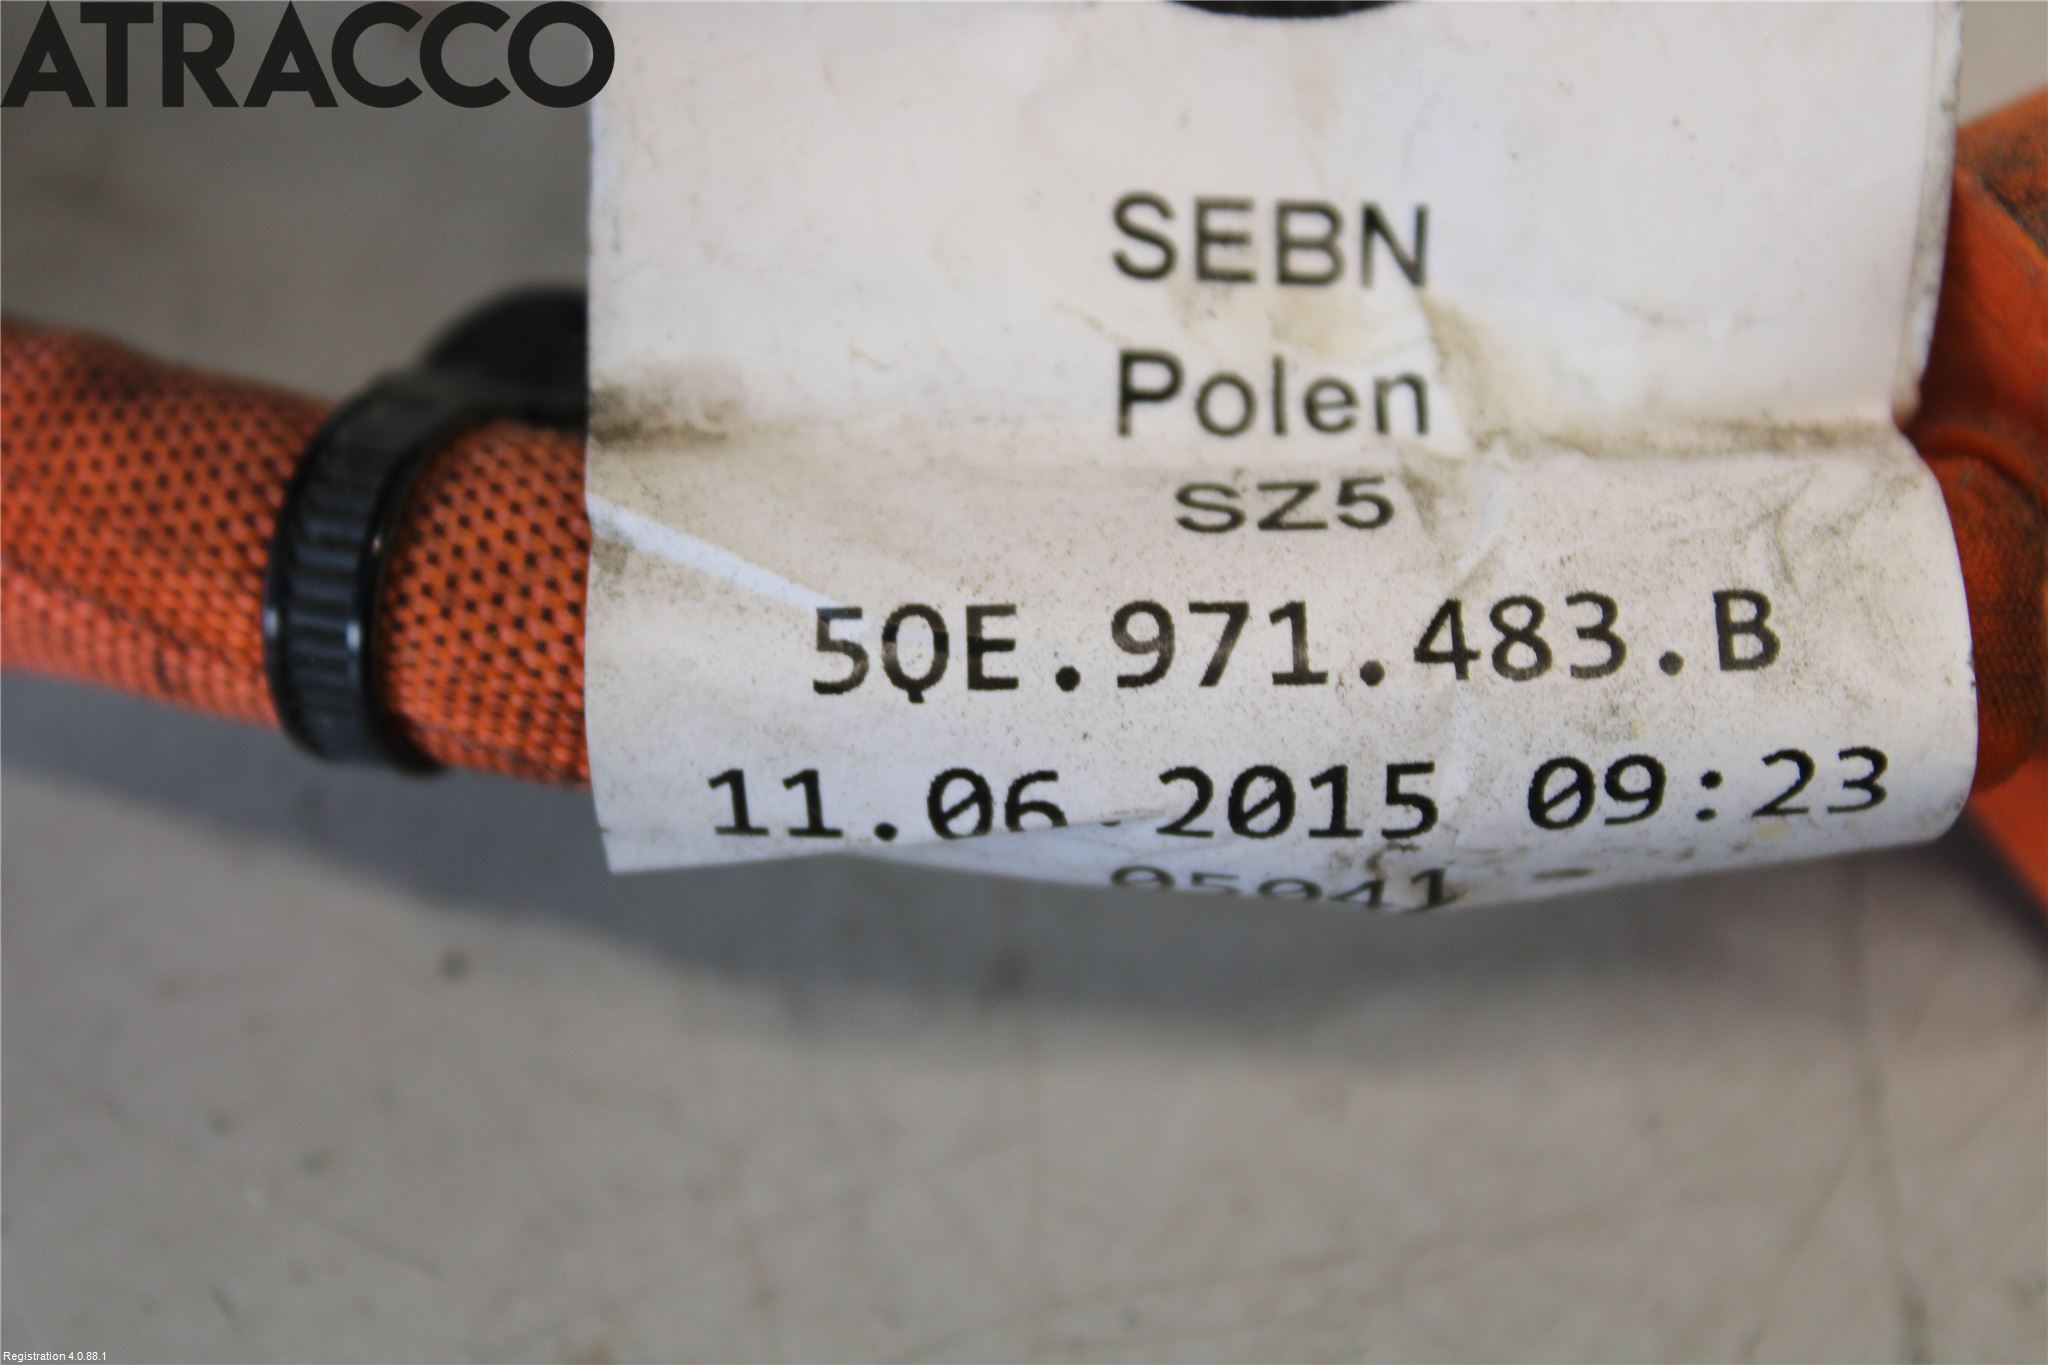 ATRACCO
SEBN
Polen
SZ5
5QE.971.483.B
11.06.2015 09:23
Registration 4.0.88.1